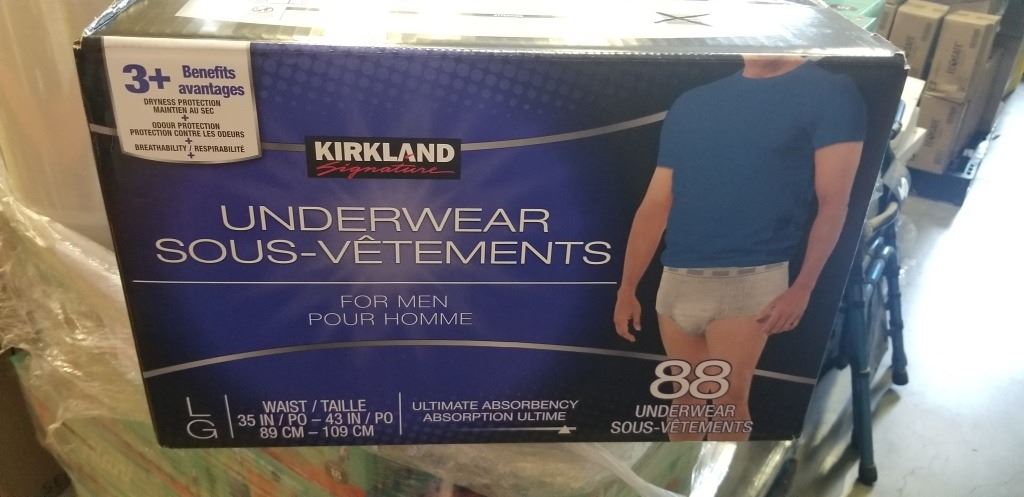 3+ Benefits
avantages
DRYNESS PROTECTION
MAINTIEN AU SEC
+
ODOUR PROTECTION
PROTECTION CONTRE LES ODEURS
+
BREATHABILITY / RESPIRABILITÉ
+
KIRKLAND
Signature
UNDERWEAR
SOUS-VÊTEMENTS
FOR MEN
POUR HOMME
L
G
WAIST / TAILLE
35 IN / PO – 43 IN / PO
89 CM – 109 CM
ULTIMATE ABSORBENCY
ABSORPTION ULTIME
88
UNDERWEAR
SOUS-VÊTEMENTS